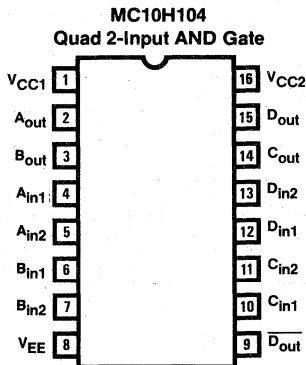 MC10H104
Quad 2-Input AND Gate
VCC1 1 16 VCC2
Aout 2 15 Dout
Bout 3 14 Cout
Ain1 4 13 Din2
Ain2 5 12 Din1
Bin1 6 11 Cin2
Bin2 7 10 Cin1
VEE 8 9 D̅o̅u̅t̅